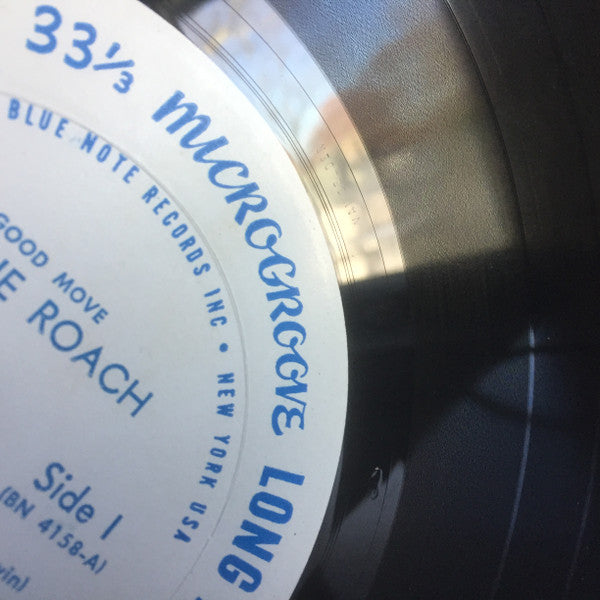 33⅓ MICROGROOVE LONG
BLUE NOTE RECORDS INC • NEW YORK USA
GOOD MOVE
ROACH
Side 1
(BN 4158-A)